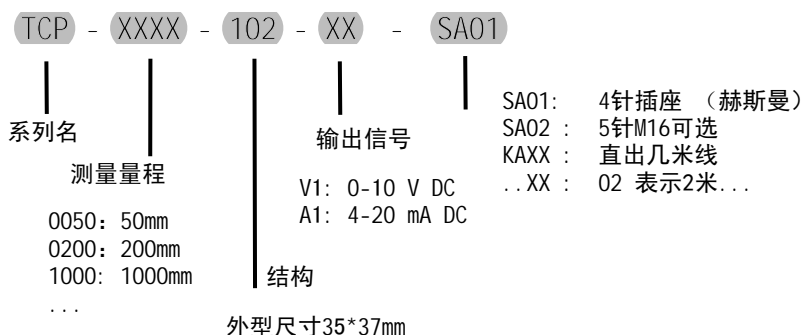 TCP - XXXX - 102 - XX - SA01
系列名
测量量程
0050: 50mm
0200: 200mm
1000: 1000mm
...
结构
外型尺寸35*37mm
输出信号
V1: 0-10 V DC
A1: 4-20 mA DC
SA01: 4针插座 （赫斯曼）
SA02 : 5针M16可选
KAXX : 直出几米线
..XX : 02 表示2米...